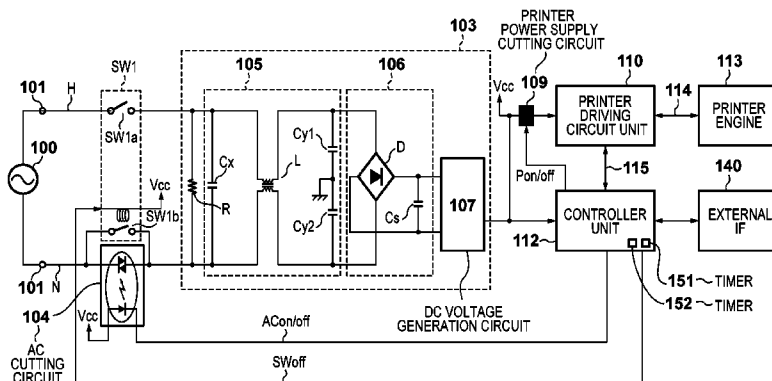 PRINTER
POWER SUPPLY
CUTTING CIRCUIT
103
SW1
105
106
110
113
101
H
Vcc
109
114
PRINTER
DRIVING
CIRCUIT UNIT
PRINTER
ENGINE
SW1a
Cy1
D
100
Cx
L
Vcc
Pon/off
115
140
SW1b
R
Cy2
Cs
107
CONTROLLER
UNIT
EXTERNAL
IF
112
101
N
151
TIMER
152
TIMER
104
DC VOLTAGE
GENERATION CIRCUIT
Vcc
AC
CUTTING
CIRCUIT
ACon/off
SWoff